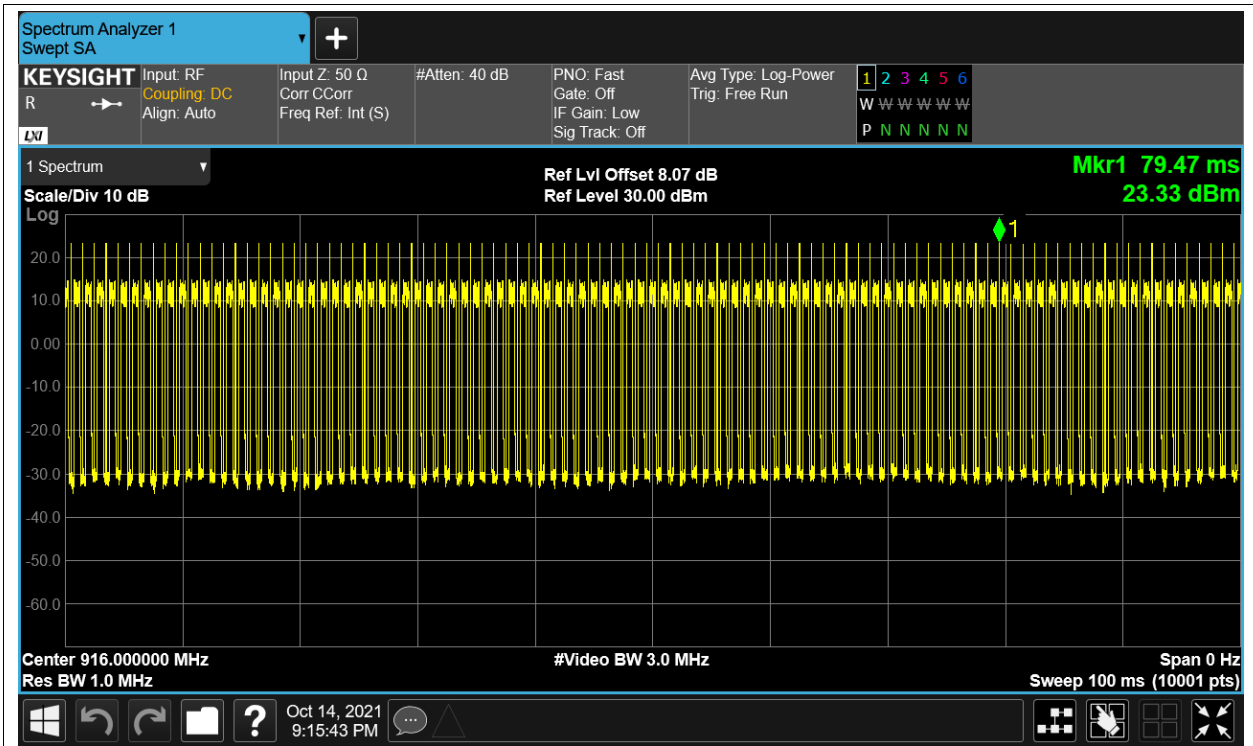 Spectrum Analyzer 1
Swept SA
KEYSIGHT
R
LXI
Input: RF
Coupling: DC
Align: Auto
Input Z: 50 Ω
Corr CCorr
Freq Ref: Int (S)
#Atten: 40 dB
PNO: Fast
Gate: Off
IF Gain: Low
Sig Track: Off
Avg Type: Log-Power
Trig: Free Run
1 2 3 4 5 6
W W W W W W
P N N N N N
1 Spectrum
Scale/Div 10 dB
Log
Ref Lvl Offset 8.07 dB
Ref Level 30.00 dBm
Mkr1 79.47 ms
23.33 dBm
1
20.0
10.0
0.00
-10.0
-20.0
-30.0
-40.0
-50.0
-60.0
Center 916.000000 MHz
Res BW 1.0 MHz
#Video BW 3.0 MHz
Span 0 Hz
Sweep 100 ms (10001 pts)
?
Oct 14, 2021
9:15:43 PM